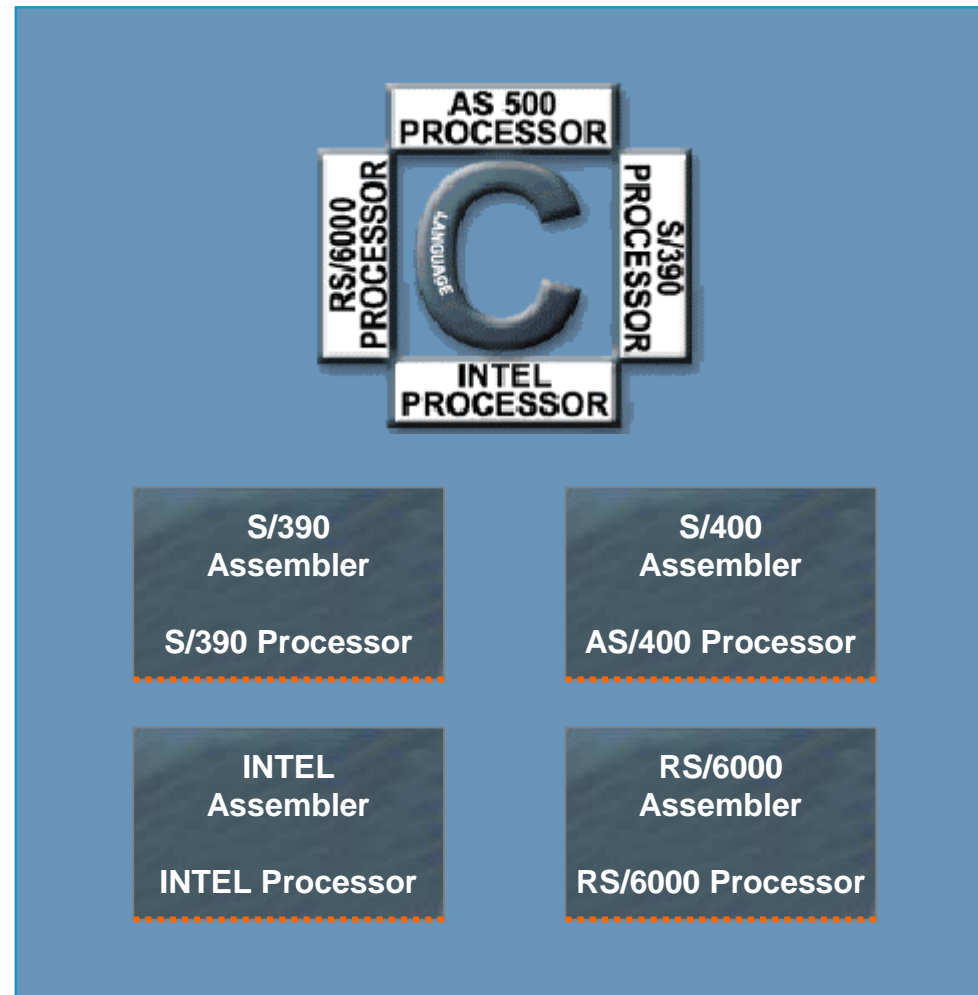 AS 500
PROCESSOR
RS/6000
PROCESSOR
LANGUAGE
S/390
PROCESSOR
INTEL
PROCESSOR
S/390
Assembler
S/390 Processor
S/400
Assembler
AS/400 Processor
INTEL
Assembler
INTEL Processor
RS/6000
Assembler
RS/6000 Processor